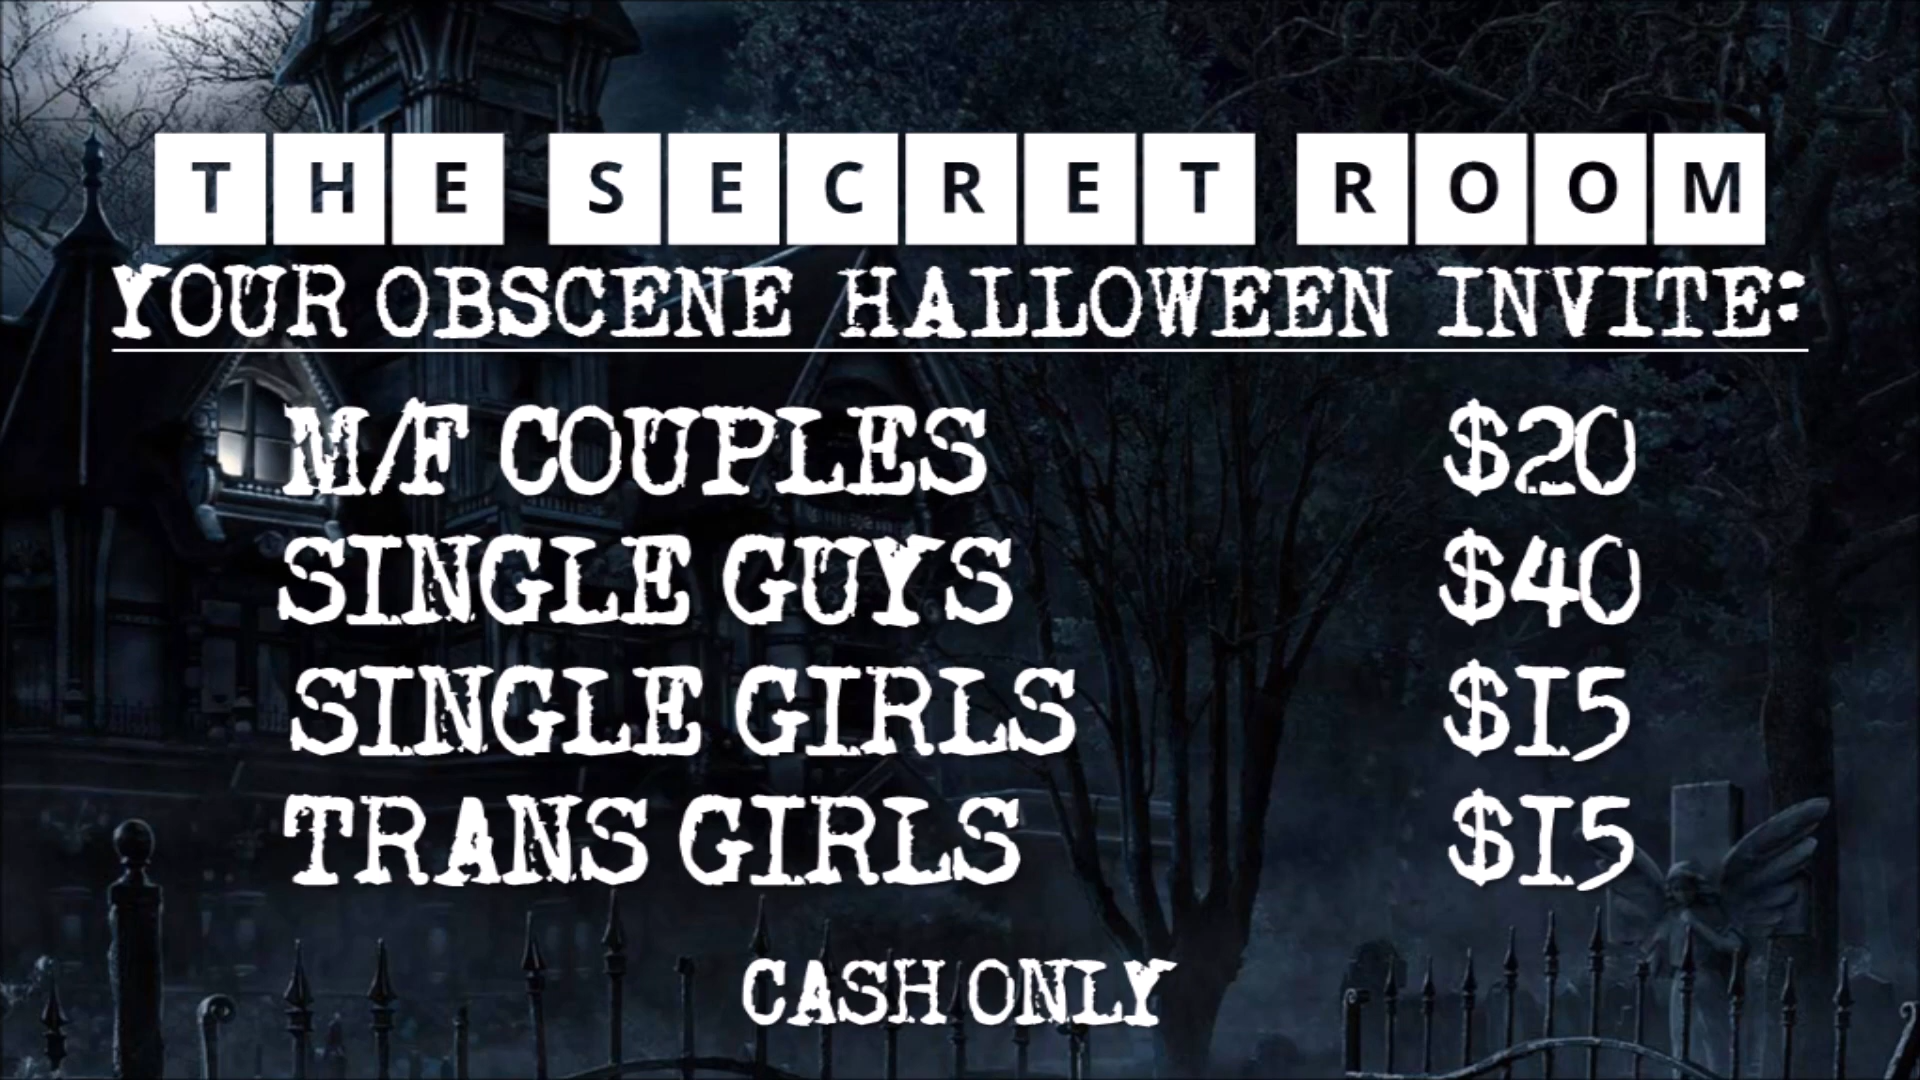 THE SECRET ROOM
YOUR OBSCENE HALLOWEEN INVITE:
M/F COUPLES $20
SINGLE GUYS $40
SINGLE GIRLS $15
TRANS GIRLS $15
CASH ONLY